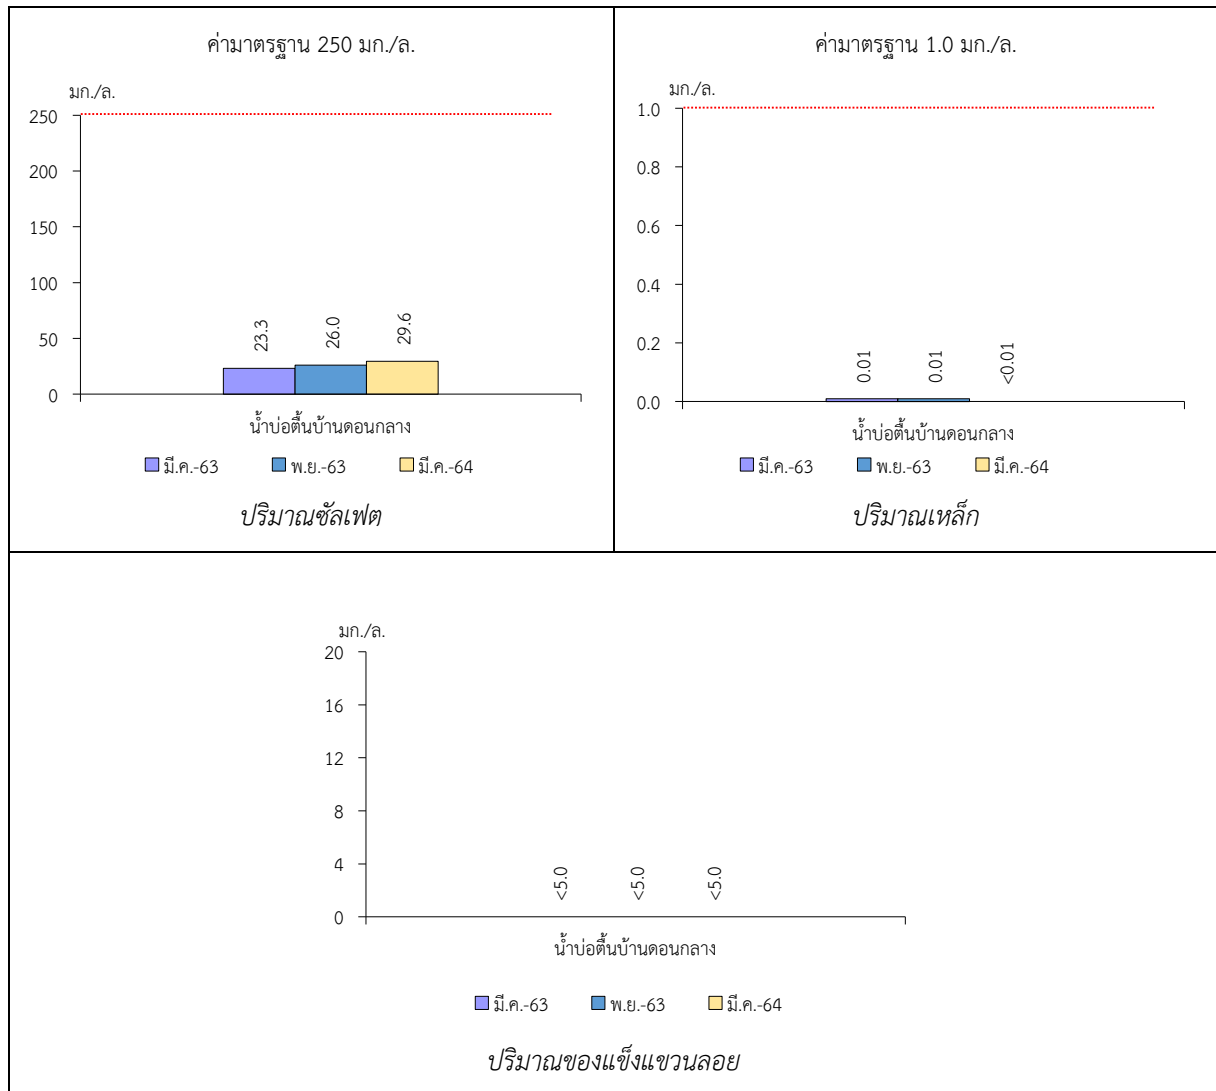 ค่ามาตรฐาน 250 มก./ล.
มก./ล.
250
200
150
100
50
0
23.3
26.0
29.6
น้ำบ่อตื้นบ้านดอนกลาง
มี.ค.-63 พ.ย.-63 มี.ค.-64
ปริมาณซัลเฟต
ค่ามาตรฐาน 1.0 มก./ล.
มก./ล.
1.0
0.8
0.6
0.4
0.2
0.0
0.01
0.01
<0.01
น้ำบ่อตื้นบ้านดอนกลาง
มี.ค.-63 พ.ย.-63 มี.ค.-64
ปริมาณเหล็ก
มก./ล.
20
16
12
8
4
0
<5.0
<5.0
<5.0
น้ำบ่อตื้นบ้านดอนกลาง
มี.ค.-63 พ.ย.-63 มี.ค.-64
ปริมาณของแข็งแขวนลอย